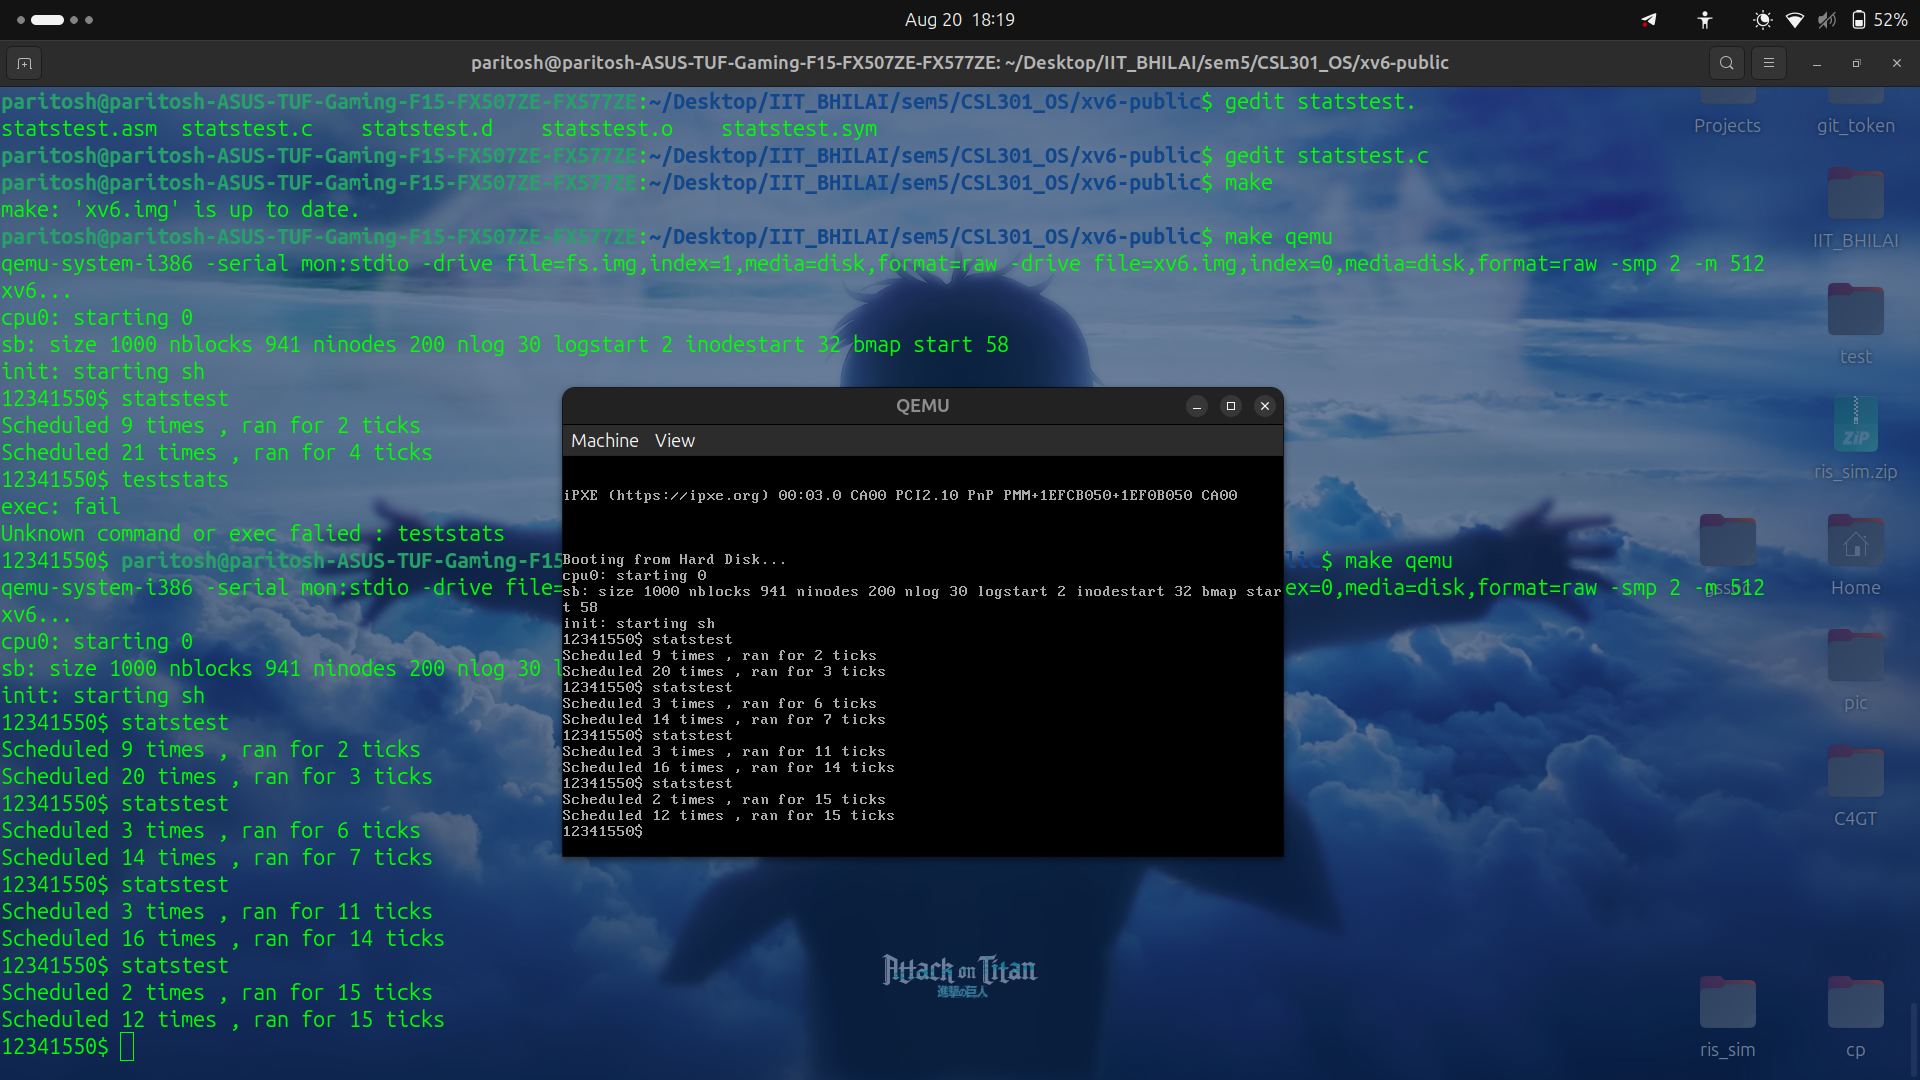 Aug 20 18:19
52%
paritosh@paritosh-ASUS-TUF-Gaming-F15-FX507ZE-FX577ZE: ~/Desktop/IIT_BHILAI/sem5/CSL301_OS/xv6-public
paritosh@paritosh-ASUS-TUF-Gaming-F15-FX507ZE-FX577ZE:~/Desktop/IIT_BHILAI/sem5/CSL301_OS/xv6-public$ gedit statstest.
statstest.asm statstest.c statstest.d statstest.o statstest.sym
paritosh@paritosh-ASUS-TUF-Gaming-F15-FX507ZE-FX577ZE:~/Desktop/IIT_BHILAI/sem5/CSL301_OS/xv6-public$ gedit statstest.c
paritosh@paritosh-ASUS-TUF-Gaming-F15-FX507ZE-FX577ZE:~/Desktop/IIT_BHILAI/sem5/CSL301_OS/xv6-public$ make
make: 'xv6.img' is up to date.
paritosh@paritosh-ASUS-TUF-Gaming-F15-FX507ZE-FX577ZE:~/Desktop/IIT_BHILAI/sem5/CSL301_OS/xv6-public$ make qemu
qemu-system-i386 -serial mon:stdio -drive file=fs.img,index=1,media=disk,format=raw -drive file=xv6.img,index=0,media=disk,format=raw -smp 2 -m 512
xv6...
cpu0: starting 0
sb: size 1000 nblocks 941 ninodes 200 nlog 30 logstart 2 inodestart 32 bmap start 58
init: starting sh
12341550$ statstest
Scheduled 9 times , ran for 2 ticks
Scheduled 21 times , ran for 4 ticks
12341550$ teststats
exec: fail
Unknown command or exec falied : teststats
12341550$ paritosh@paritosh-ASUS-TUF-Gaming-F15 lic$ make qemu
qemu-system-i386 -serial mon:stdio -drive file= ex=0,media=disk,format=raw -smp 2 -m 512
xv6...
cpu0: starting 0
sb: size 1000 nblocks 941 ninodes 200 nlog 30 l
init: starting sh
12341550$ statstest
Scheduled 9 times , ran for 2 ticks
Scheduled 20 times , ran for 3 ticks
12341550$ statstest
Scheduled 3 times , ran for 6 ticks
Scheduled 14 times , ran for 7 ticks
12341550$ statstest
Scheduled 3 times , ran for 11 ticks
Scheduled 16 times , ran for 14 ticks
12341550$ statstest
Scheduled 2 times , ran for 15 ticks
Scheduled 12 times , ran for 15 ticks
12341550$
QEMU
Machine View
iPXE (https://ipxe.org) 00:03.0 CA00 PCI2.10 PnP PMM+1EFCB050+1EF0B050 CA00
Booting from Hard Disk...
cpu0: starting 0
sb: size 1000 nblocks 941 ninodes 200 nlog 30 logstart 2 inodestart 32 bmap star
t 58
init: starting sh
12341550$ statstest
Scheduled 9 times , ran for 2 ticks
Scheduled 20 times , ran for 3 ticks
12341550$ statstest
Scheduled 3 times , ran for 6 ticks
Scheduled 14 times , ran for 7 ticks
12341550$ statstest
Scheduled 3 times , ran for 11 ticks
Scheduled 16 times , ran for 14 ticks
12341550$ statstest
Scheduled 2 times , ran for 15 ticks
Scheduled 12 times , ran for 15 ticks
12341550$
Projects
git_token
IIT_BHILAI
test
ZiP
ris_sim.zip
Home
pic
C4GT
ris_sim
cp
Attack on Titan
進撃の巨人